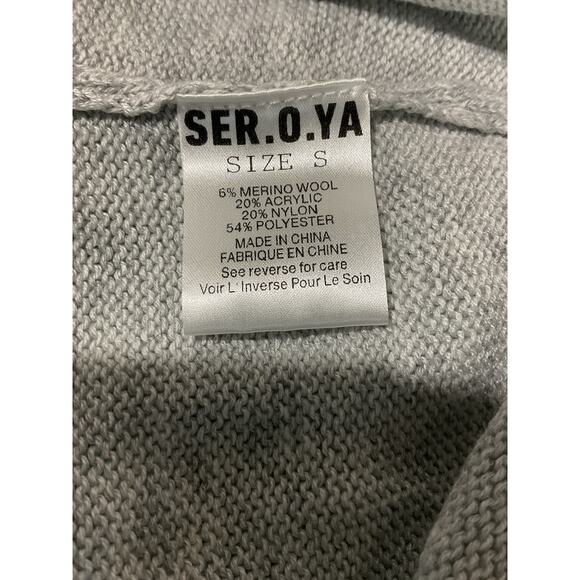 SER.O.YA
SIZE S
6% MERINO WOOL
20% ACRYLIC
20% NYLON
54% POLYESTER
MADE IN CHINA
FABRIQUE EN CHINE
See reverse for care
Voir L' Inverse Pour Le Soin